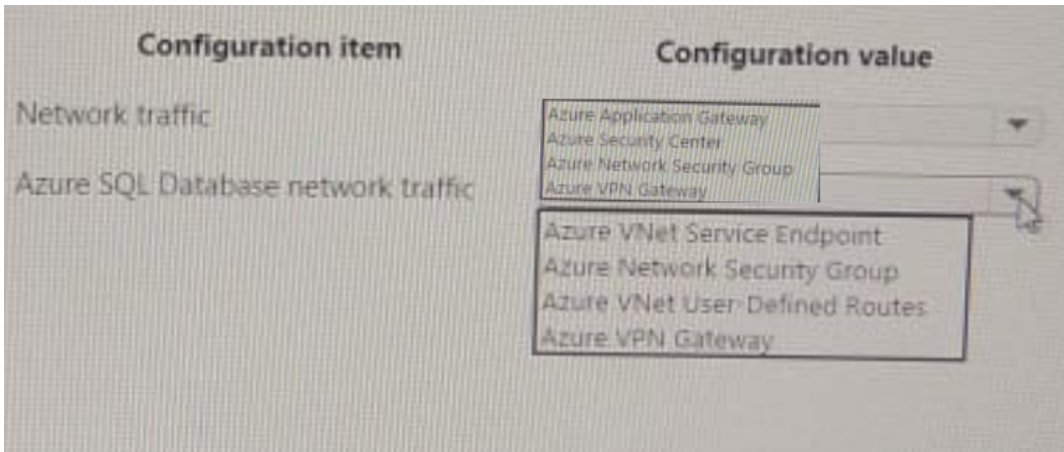 Configuration item Configuration value
Network traffic
Azure Application Gateway
Azure Security Center
Azure Network Security Group
Azure VPN Gateway
Azure SQL Database network traffic
Azure VNet Service Endpoint
Azure Network Security Group
Azure VNet User-Defined Routes
Azure VPN Gateway